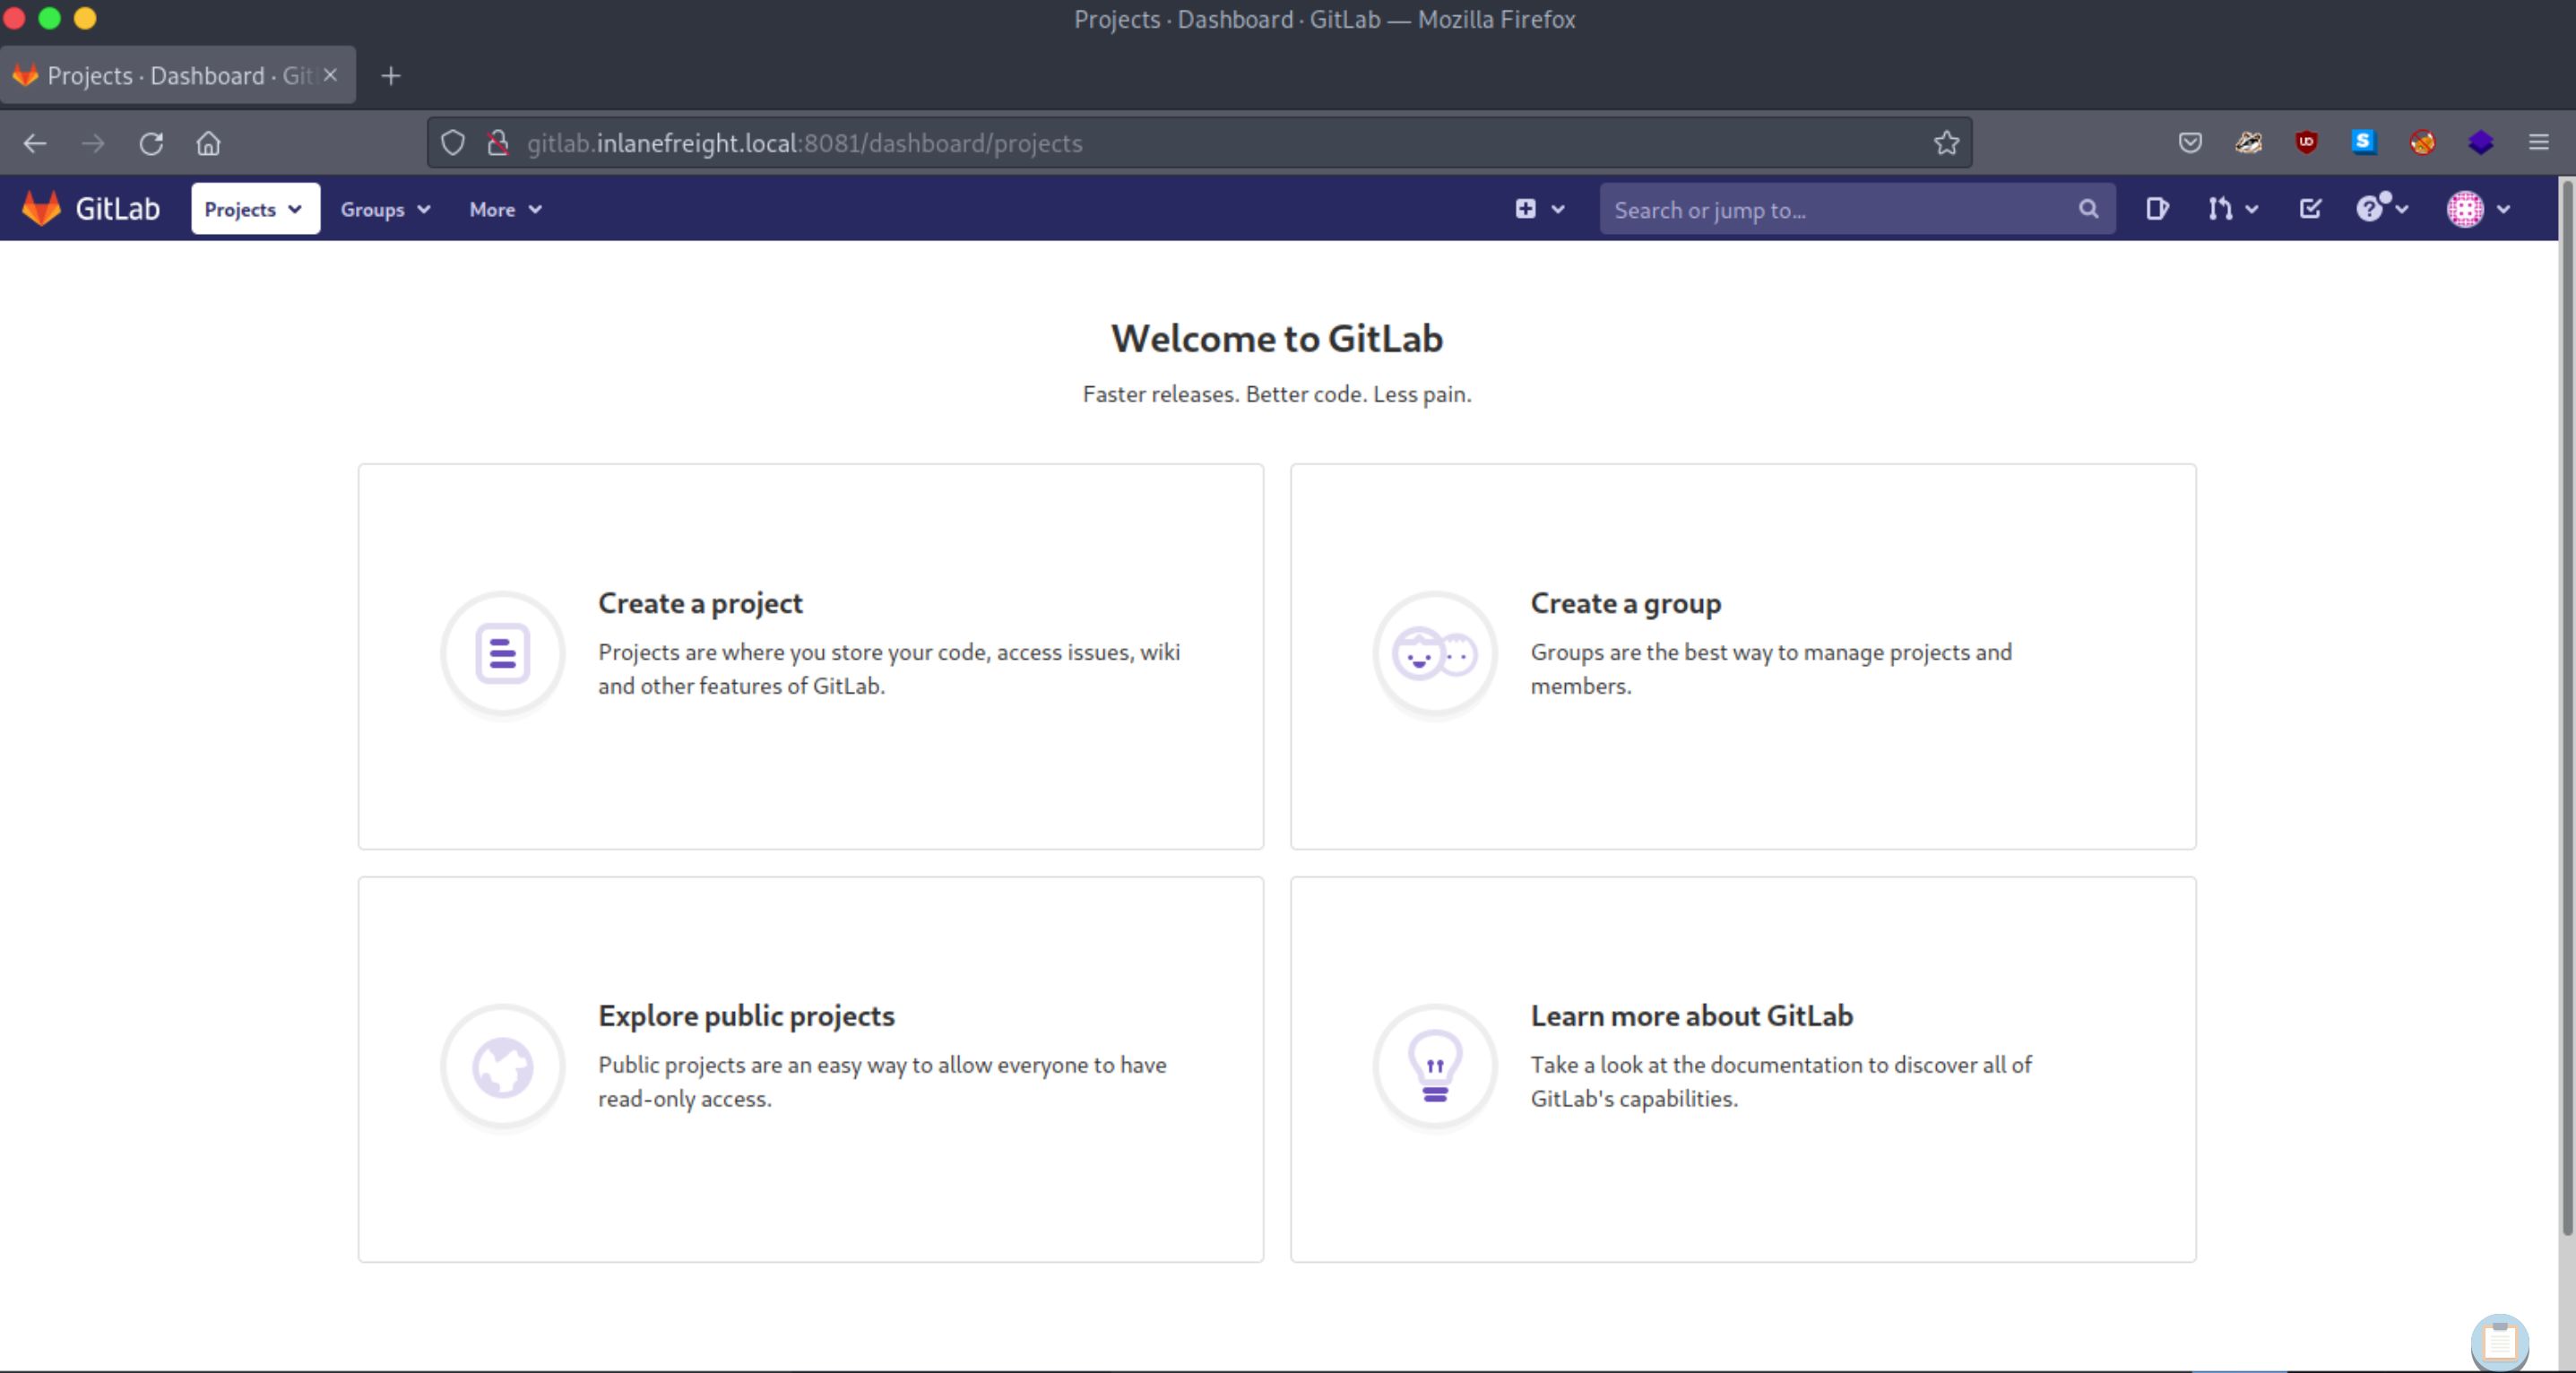 Projects · Dashboard · GitLab — Mozilla Firefox
Projects · Dashboard · Git
gitlab.inlanefreight.local:8081/dashboard/projects
GitLab Projects Groups More Search or jump to...
Welcome to GitLab
Faster releases. Better code. Less pain.
Create a project
Projects are where you store your code, access issues, wiki
and other features of GitLab.
Create a group
Groups are the best way to manage projects and
members.
Explore public projects
Public projects are an easy way to allow everyone to have
read-only access.
Learn more about GitLab
Take a look at the documentation to discover all of
GitLab's capabilities.